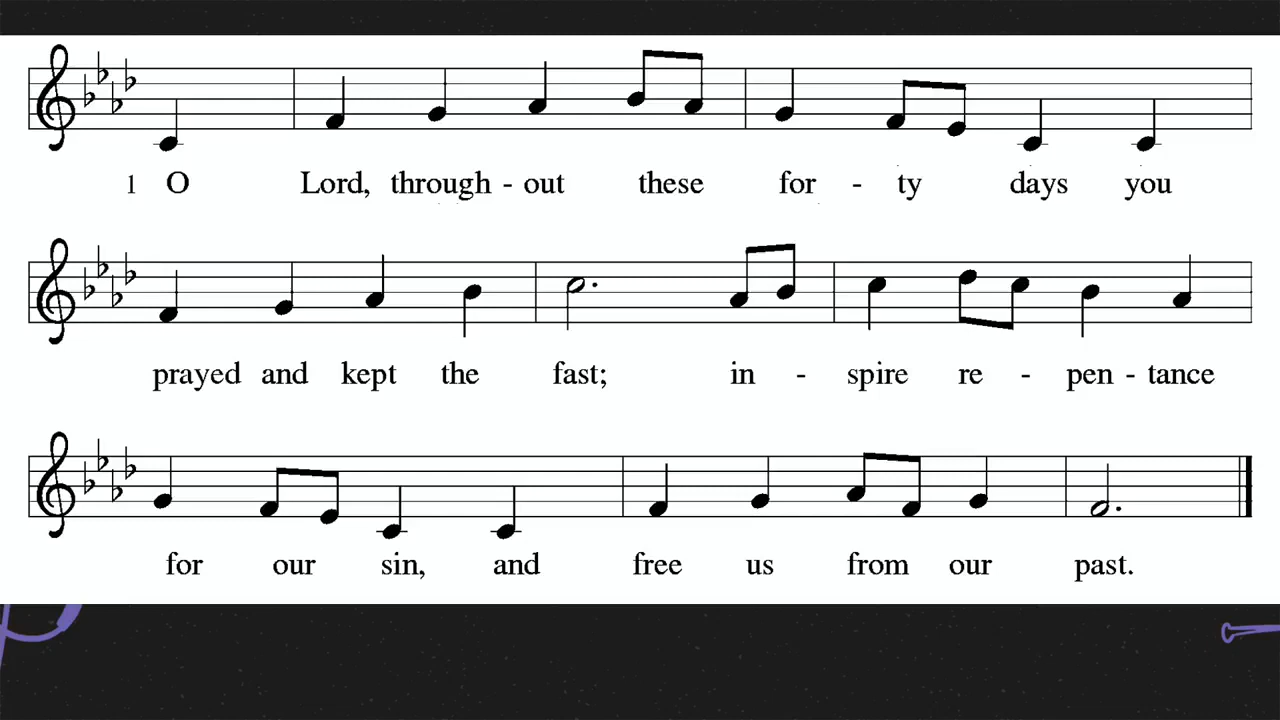 1 O Lord, through - out these for - ty days you
prayed and kept the fast; in - spire re - pen - tance
for our sin, and free us from our past.